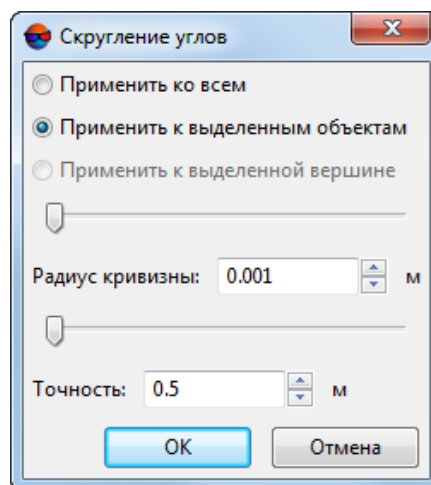 Скругление углов
Применить ко всем
Применить к выделенным объектам
Применить к выделенной вершине
Радиус кривизны: 0.001 м
Точность: 0.5 м
OK Отмена